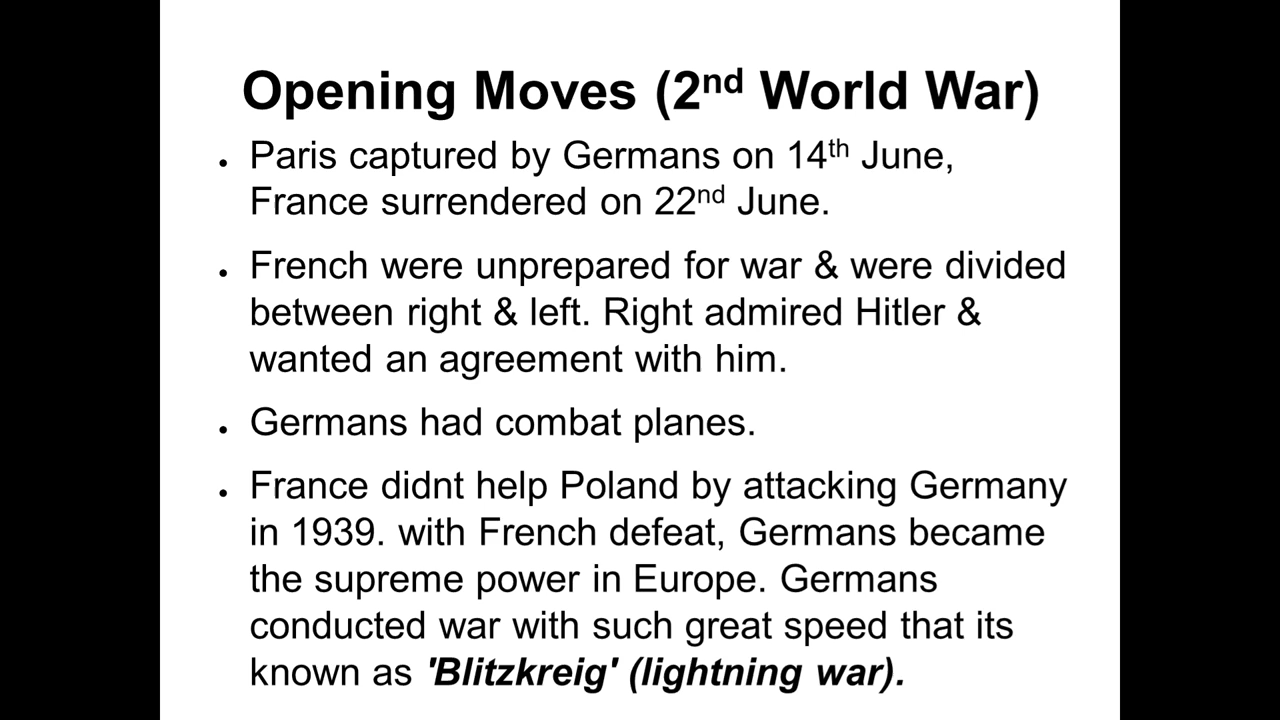 Opening Moves (2nd World War)
• Paris captured by Germans on 14th June,
France surrendered on 22nd June.
• French were unprepared for war & were divided
between right & left. Right admired Hitler &
wanted an agreement with him.
• Germans had combat planes.
• France didnt help Poland by attacking Germany
in 1939. with French defeat, Germans became
the supreme power in Europe. Germans
conducted war with such great speed that its
known as 'Blitzkreig' (lightning war).